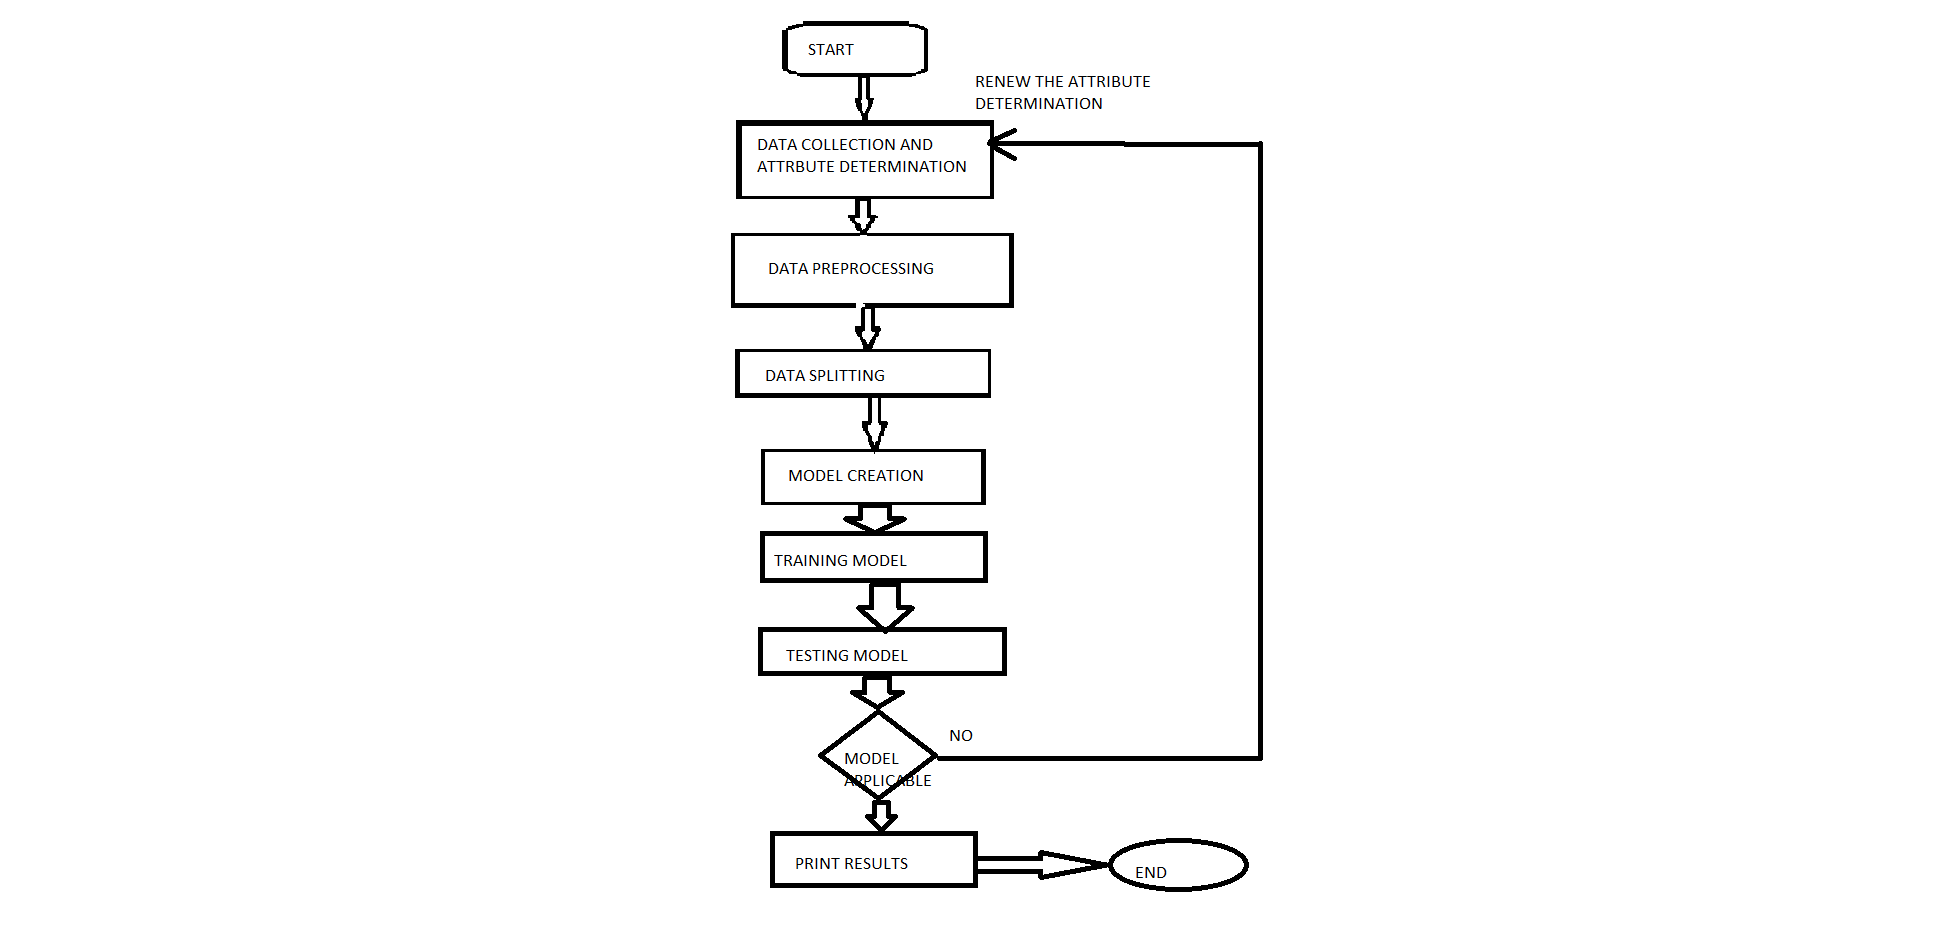 START
RENEW THE ATTRIBUTE
DETERMINATION
DATA COLLECTION AND
ATTRBUTE DETERMINATION
DATA PREPROCESSING
DATA SPLITTING
MODEL CREATION
TRAINING MODEL
TESTING MODEL
NO
MODEL
APPLICABLE
PRINT RESULTS
END